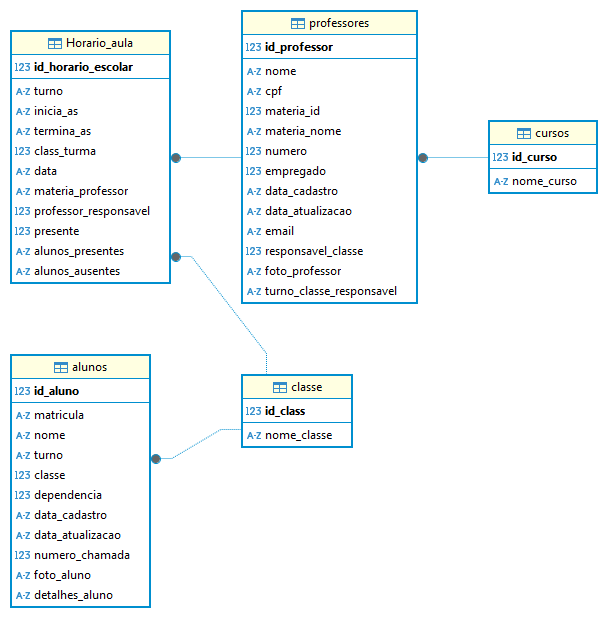 Horario_aula
123 id_horario_escolar
A-Z turno
A-Z inicia_as
A-Z termina_as
123 class_turma
A-Z data
A-Z materia_professor
123 professor_responsavel
123 presente
A-Z alunos_presentes
A-Z alunos_ausentes
professores
123 id_professor
A-Z nome
A-Z cpf
123 materia_id
A-Z materia_nome
123 numero
123 empregado
A-Z data_cadastro
A-Z data_atualizacao
A-Z email
123 responsavel_classe
A-Z foto_professor
A-Z turno_classe_responsavel
cursos
123 id_curso
A-Z nome_curso
alunos
123 id_aluno
A-Z matricula
A-Z nome
A-Z turno
123 classe
123 dependencia
A-Z data_cadastro
A-Z data_atualizacao
123 numero_chamada
A-Z foto_aluno
A-Z detalhes_aluno
classe
123 id_class
A-Z nome_classe